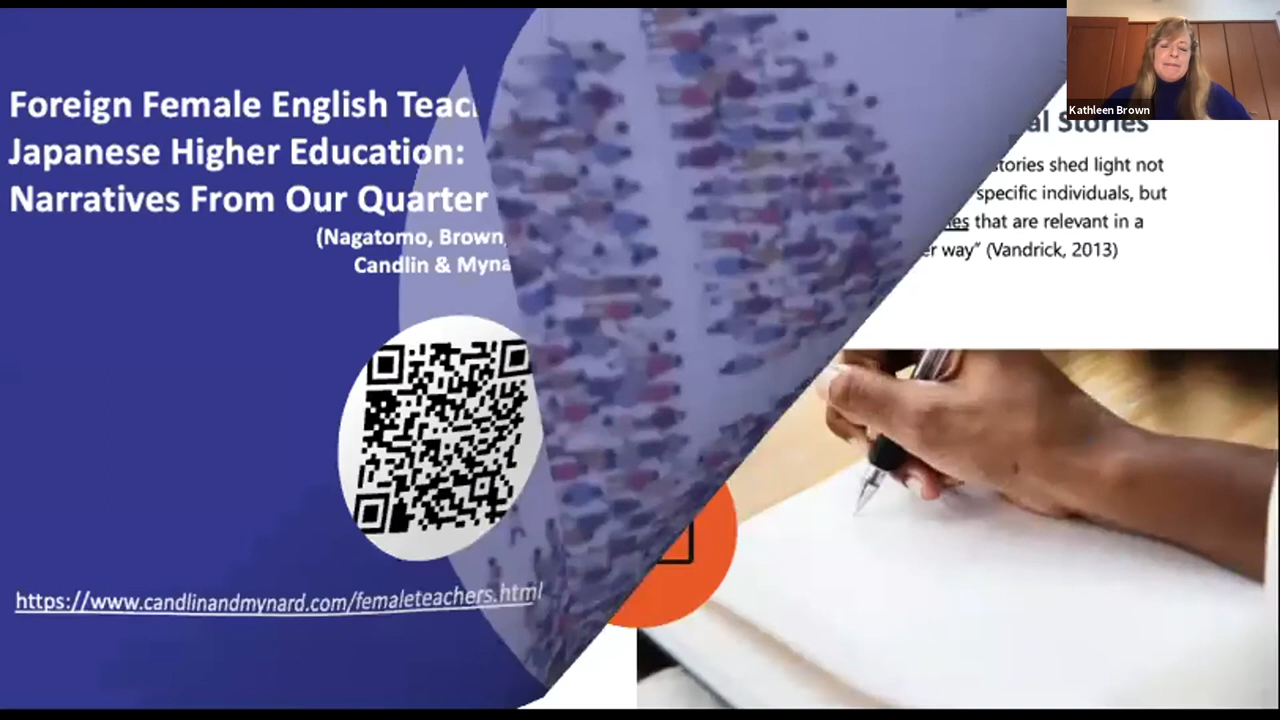 Foreign Female English Teac
Japanese Higher Education:
Narratives From Our Quarter
(Nagatomo, Brown,
Candlin & Myna
https://www.candlinandmynard.com/femaleteachers.html
Kathleen Brown
al Stories
stories shed light not
specific individuals, but
that are relevant in a
er way” (Vandrick, 2013)